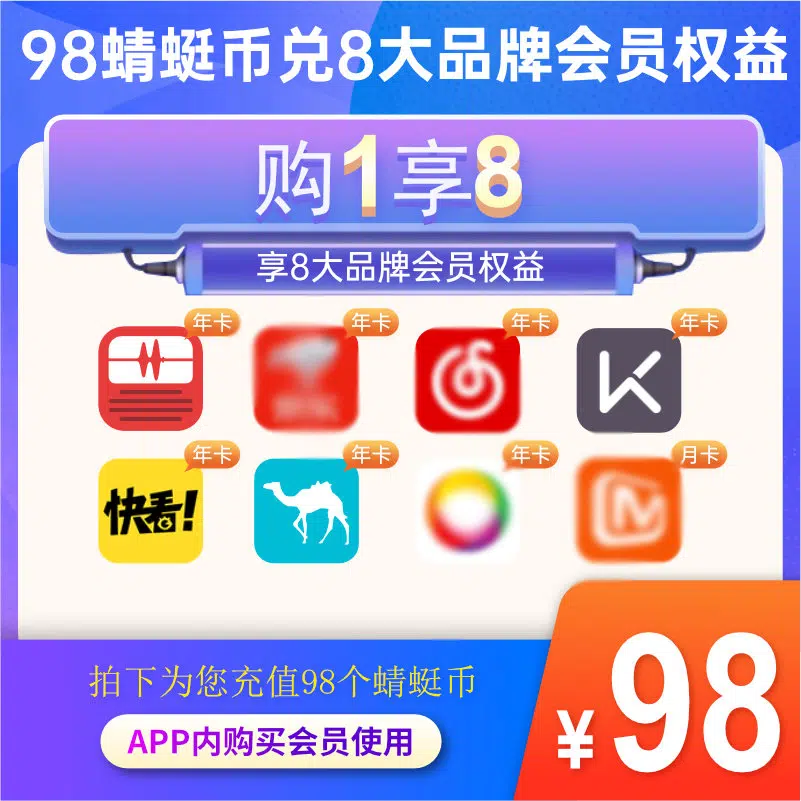 98蜻蜓币兑8大品牌会员权益
购1享8
享8大品牌会员权益
年卡
年卡
年卡
年卡
年卡
年卡
年卡
月卡
快看!
拍下为您充值98个蜻蜓币
APP内购买会员使用
¥98